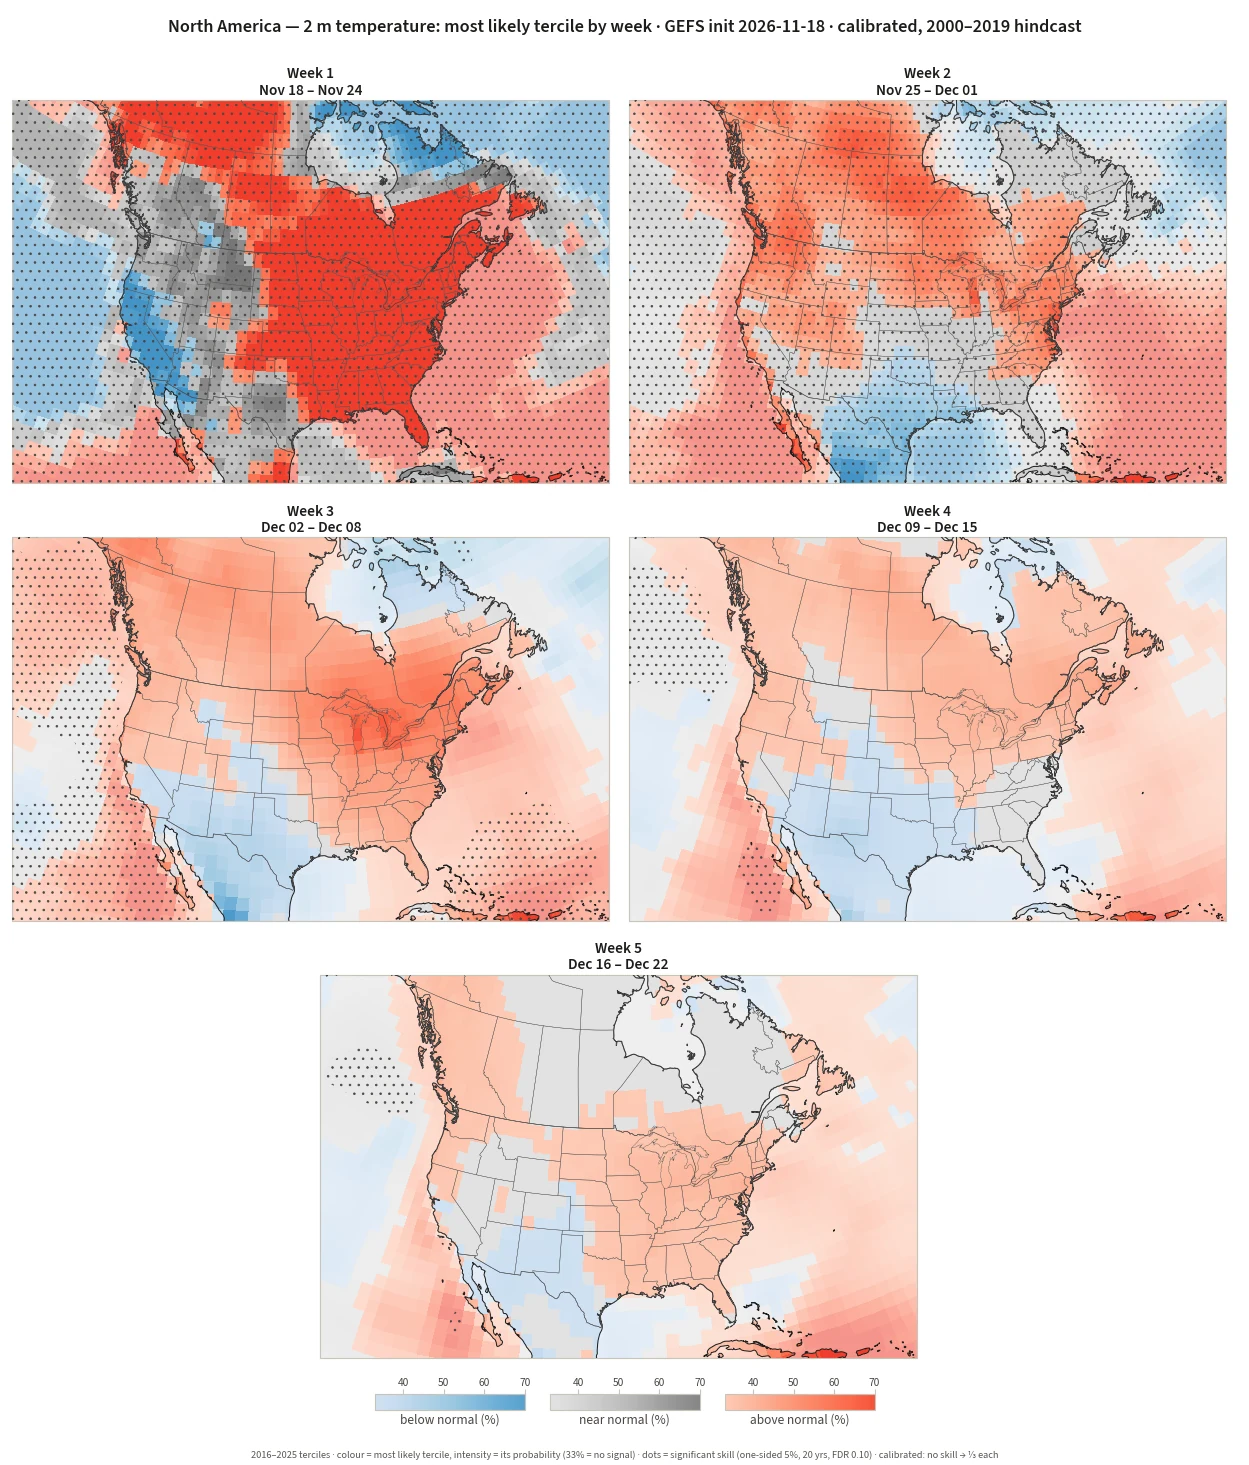 North America — 2 m temperature: most likely tercile by week · GEFS init 2026-11-18 · calibrated, 2000–2019 hindcast
Week 1
Nov 18 – Nov 24
Week 2
Nov 25 – Dec 01
Week 3
Dec 02 – Dec 08
Week 4
Dec 09 – Dec 15
Week 5
Dec 16 – Dec 22
40 50 60 70 40 50 60 70 40 50 60 70
below normal (%) near normal (%) above normal (%)
2016–2025 terciles · colour = most likely tercile, intensity = its probability (33% = no signal) · dots = significant skill (one-sided 5%, 20 yrs, FDR 0.10) · calibrated: no skill → ⅓ each